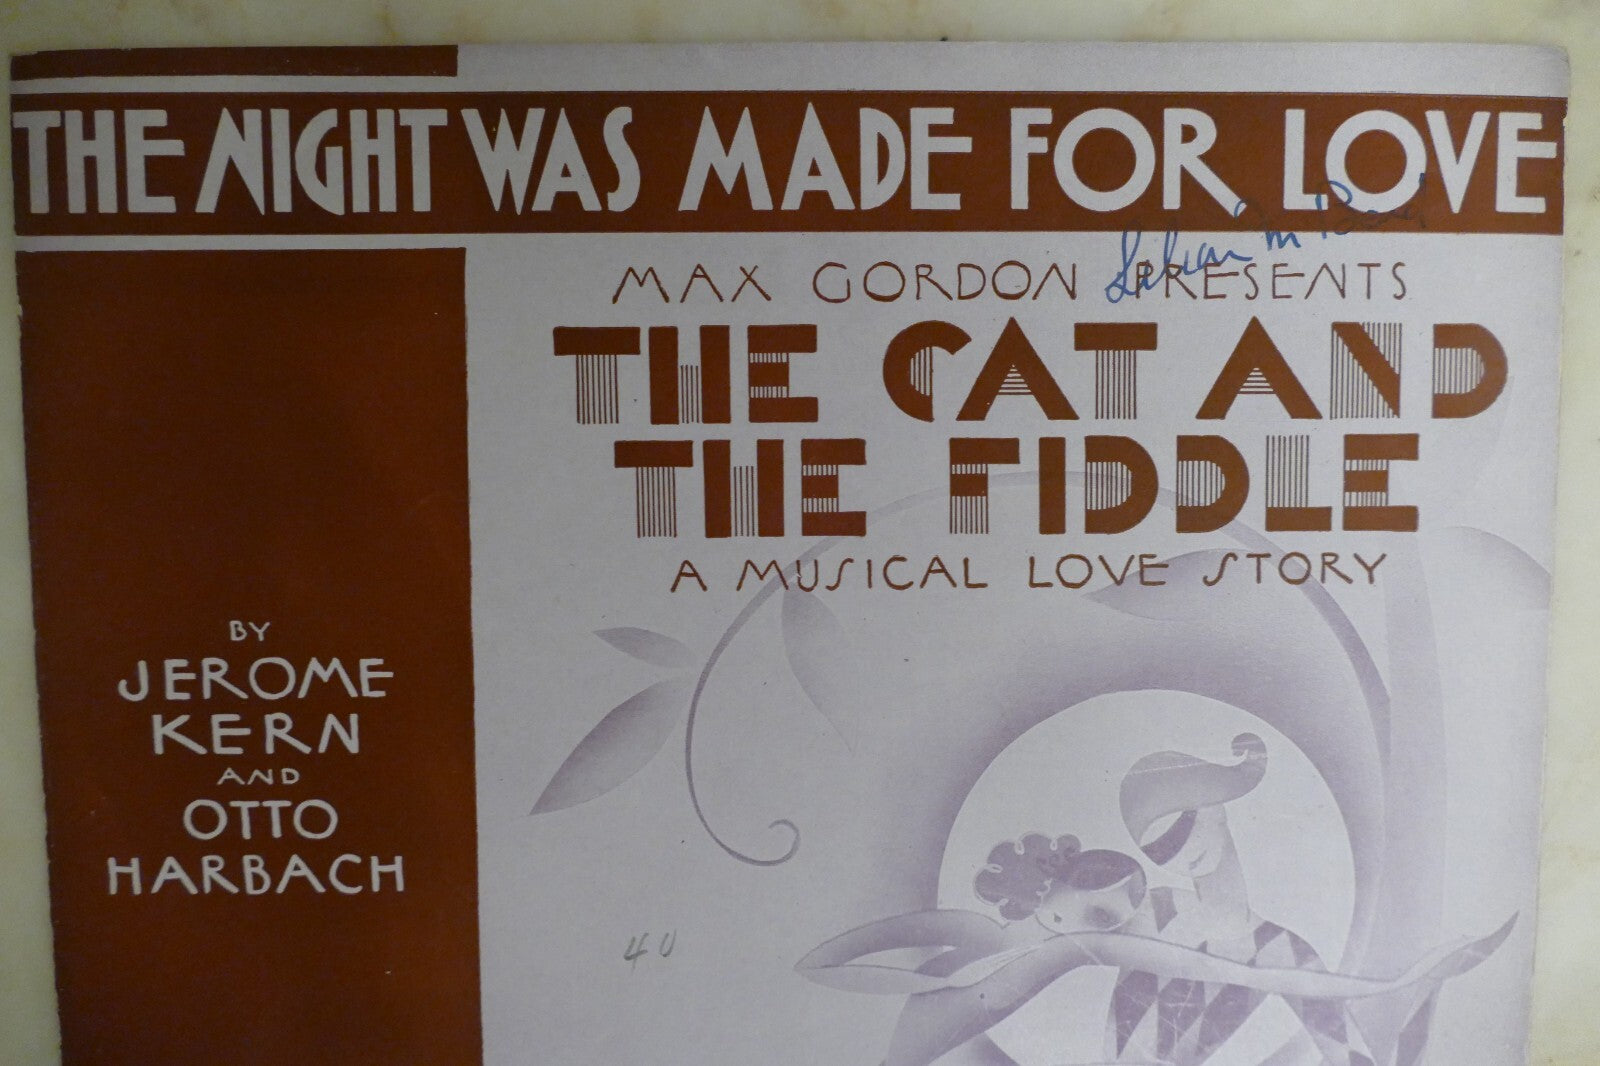 THE NIGHT WAS MADE FOR LOVE
MAX GORDON PRESENTS
THE CAT AND
THE FIDDLE
A MUSICAL LOVE STORY
BY
JEROME
KERN
AND
OTTO
HARBACH
40